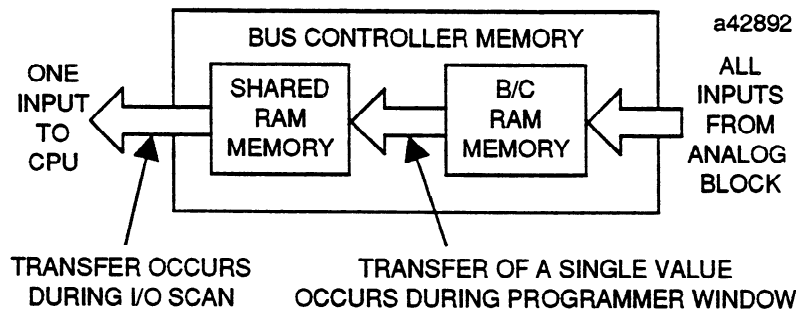 a42892
BUS CONTROLLER MEMORY
ONE
INPUT
TO
CPU
SHARED
RAM
MEMORY
B/C
RAM
MEMORY
ALL
INPUTS
FROM
ANALOG
BLOCK
TRANSFER OCCURS
DURING I/O SCAN
TRANSFER OF A SINGLE VALUE
OCCURS DURING PROGRAMMER WINDOW